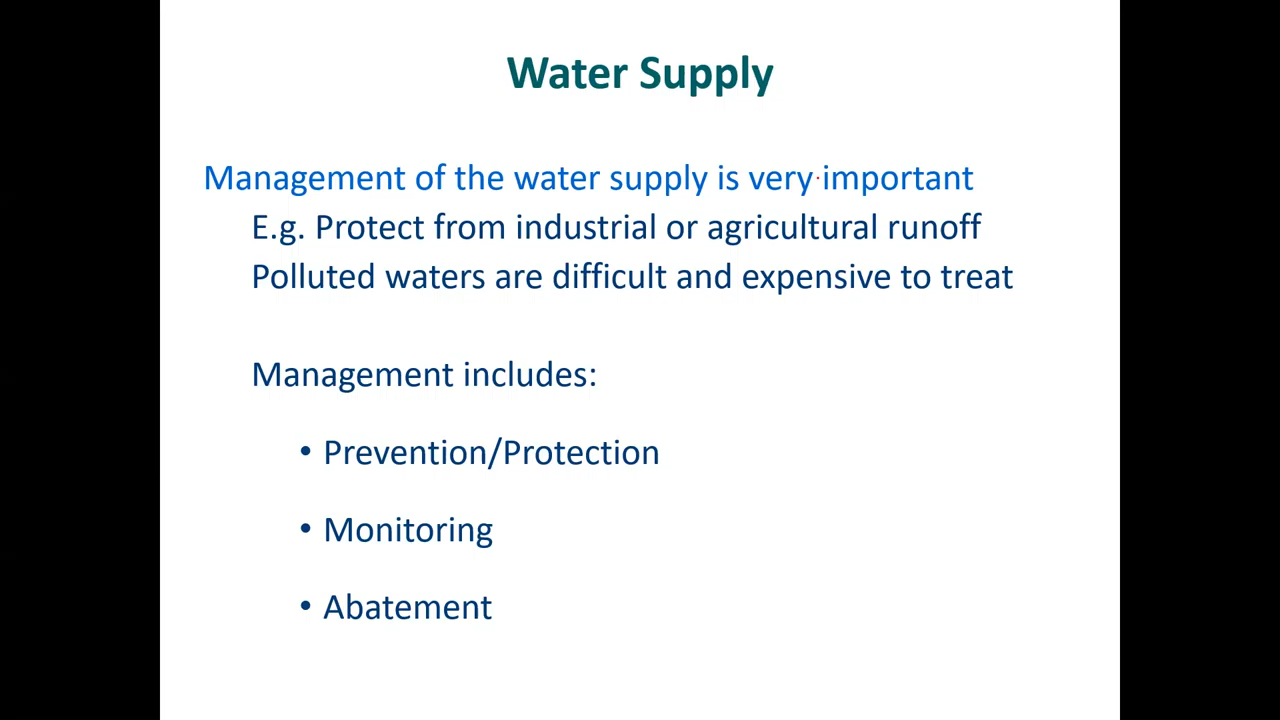 Water Supply
Management of the water supply is very important
E.g. Protect from industrial or agricultural runoff
Polluted waters are difficult and expensive to treat
Management includes:
• Prevention/Protection
• Monitoring
• Abatement